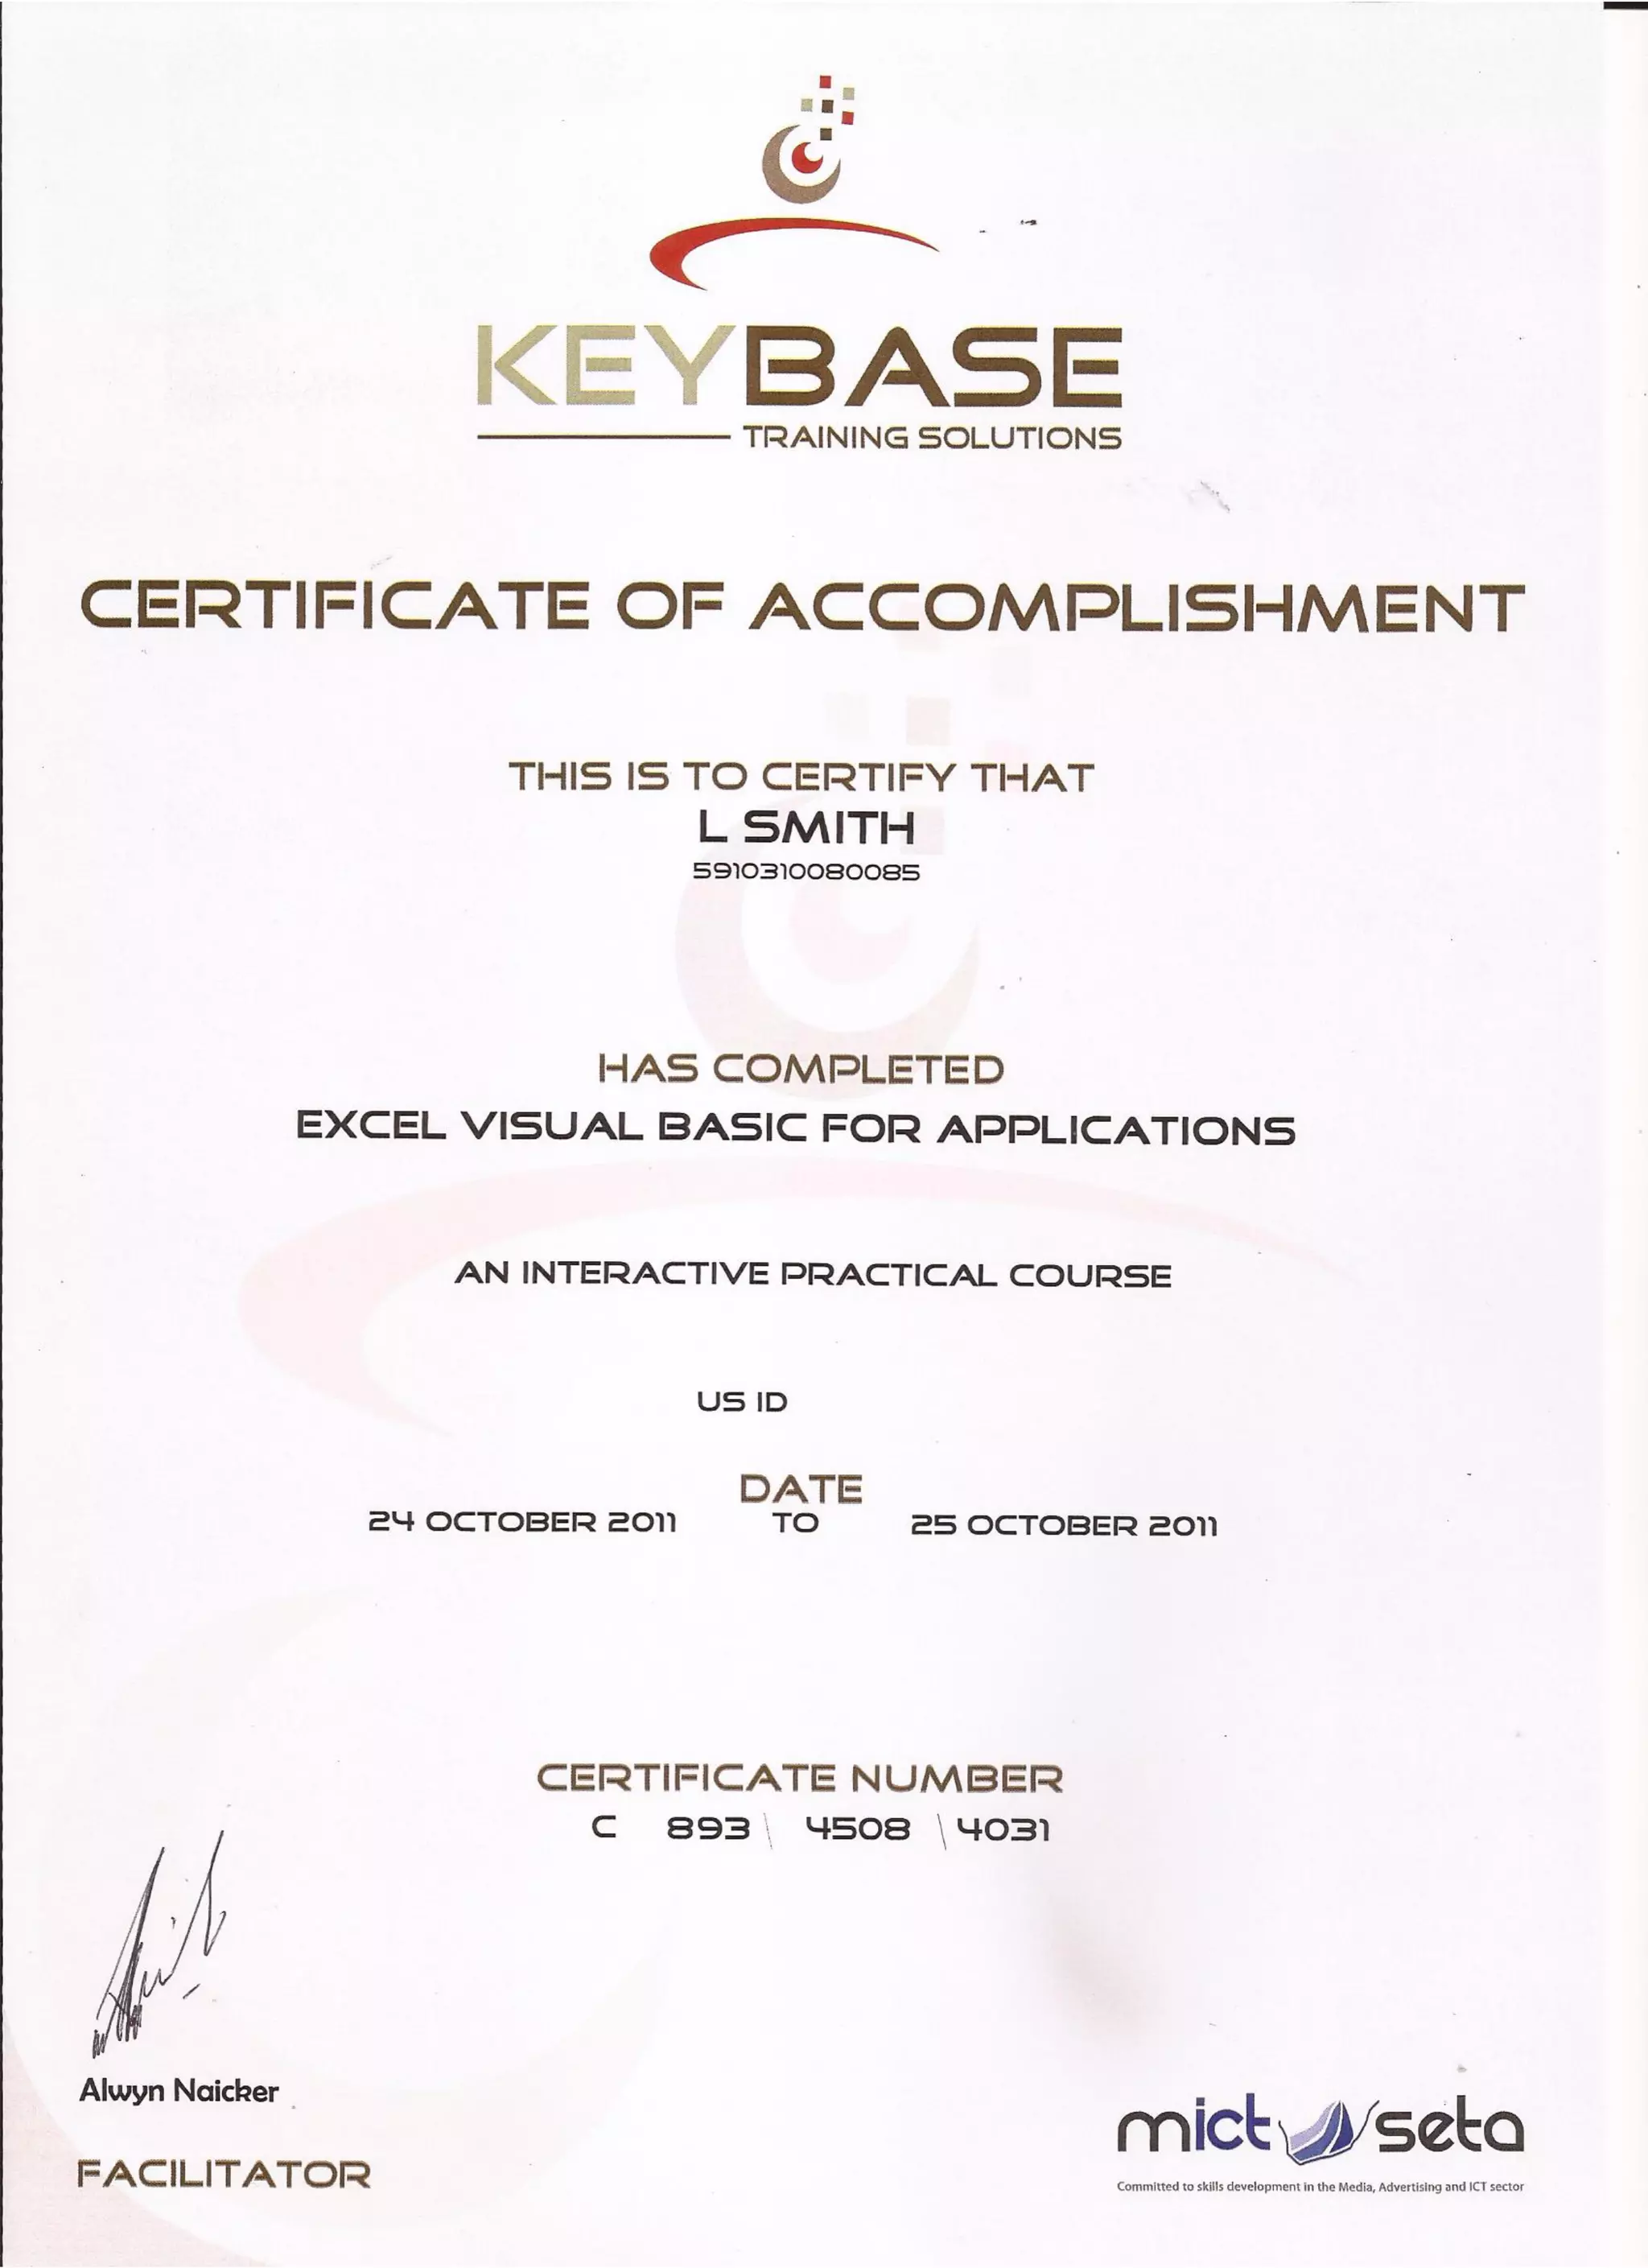 KEYBASE
TRAINING SOLUTIONS
CERTIFICATE OF ACCOMPLISHMENT
THIS IS TO CERTIFY THAT
L SMITH
5910310080085
HAS COMPLETED
EXCEL VISUAL BASIC FOR APPLICATIONS
AN INTERACTIVE PRACTICAL COURSE
US ID
DATE
24 OCTOBER 2011 TO 25 OCTOBER 2011
CERTIFICATE NUMBER
C 893 \ 4508 \ 4031
Alwyn Naicker
FACILITATOR
mict seta
Committed to skills development in the Media, Advertising and ICT sector